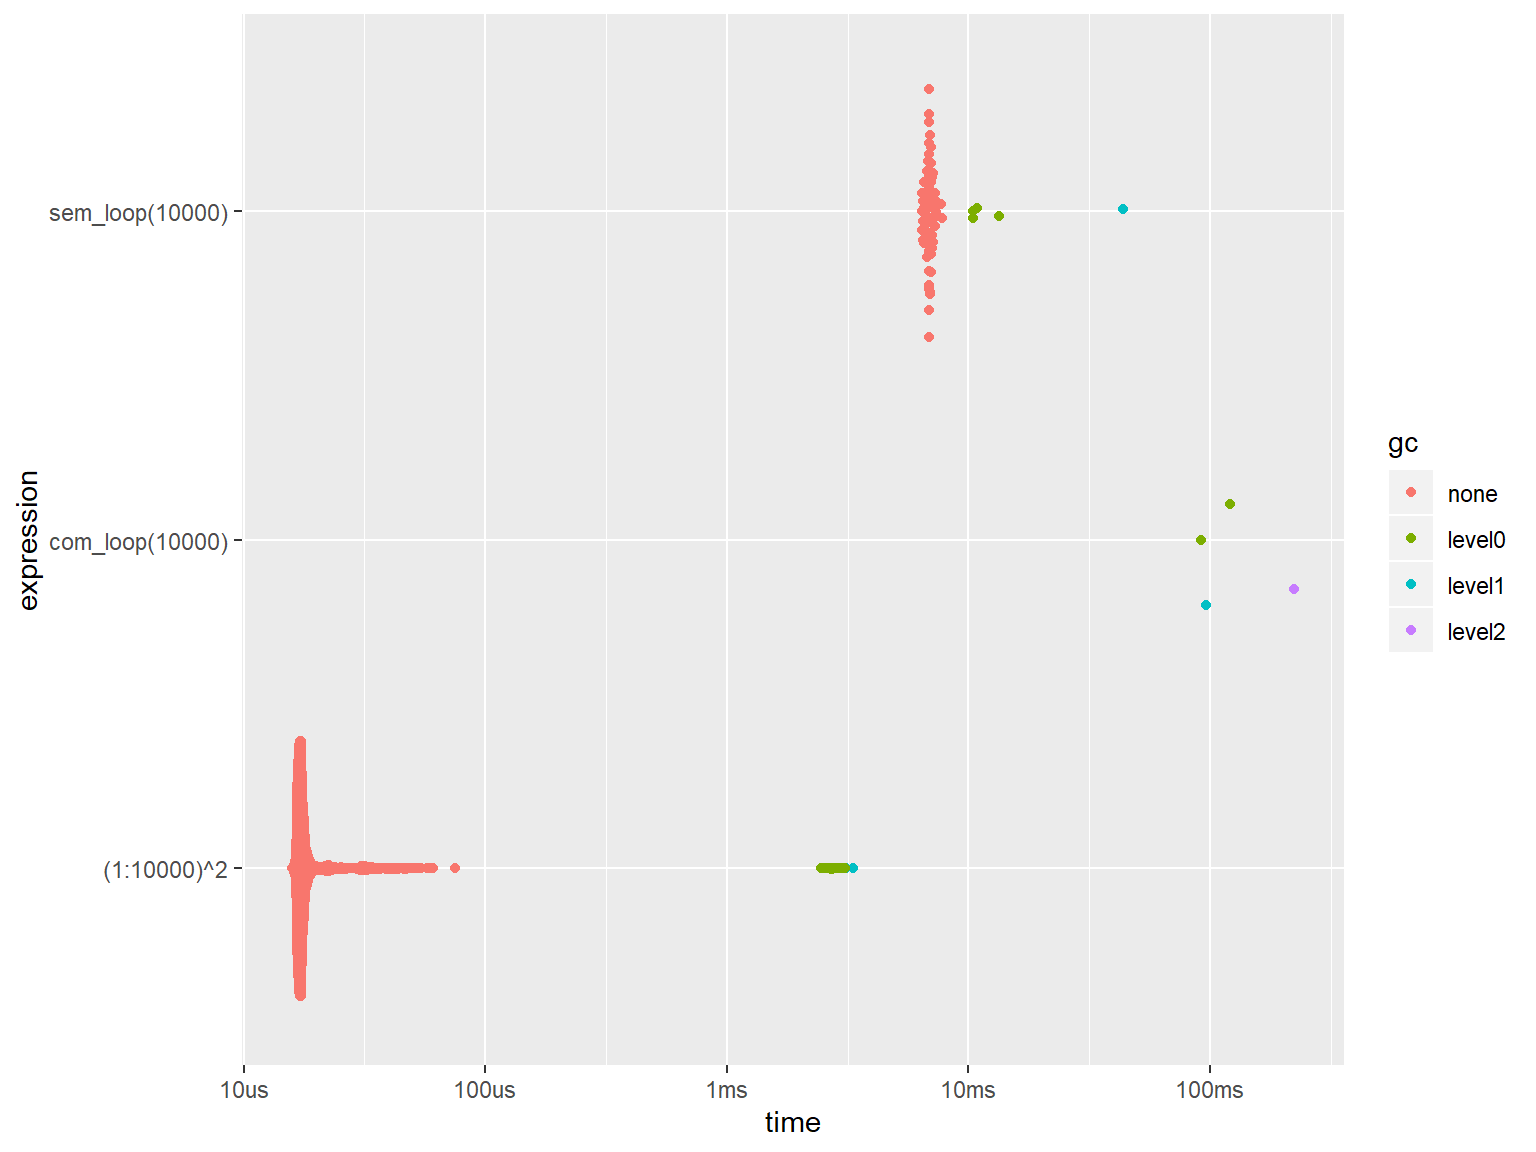 sem_loop(10000)
com_loop(10000)
(1:10000)^2
expression
10us
100us
1ms
10ms
100ms
time
gc
none
level0
level1
level2